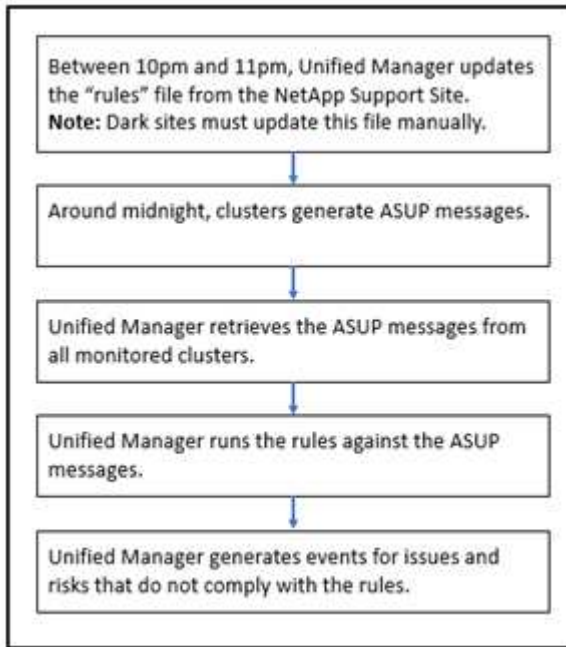 Between 10pm and 11pm, Unified Manager updates
the “rules” file from the NetApp Support Site.
Note: Dark sites must update this file manually.
Around midnight, clusters generate ASUP messages.
Unified Manager retrieves the ASUP messages from
all monitored clusters.
Unified Manager runs the rules against the ASUP
messages.
Unified Manager generates events for issues and
risks that do not comply with the rules.